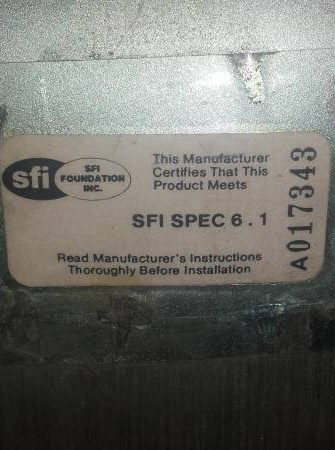 sfi
SFI
FOUNDATION
INC.
This Manufacturer
Certifies That This
Product Meets
SFI SPEC 6.1
Read Manufacturer's Instructions
Thoroughly Before Installation
A017343